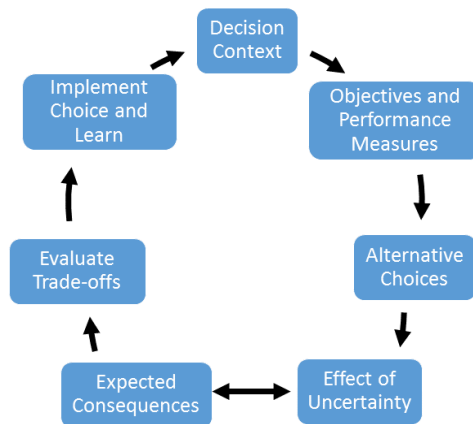 Decision
Context
Objectives and
Performance
Measures
Alternative
Choices
Effect of
Uncertainty
Expected
Consequences
Evaluate
Trade-offs
Implement
Choice and
Learn